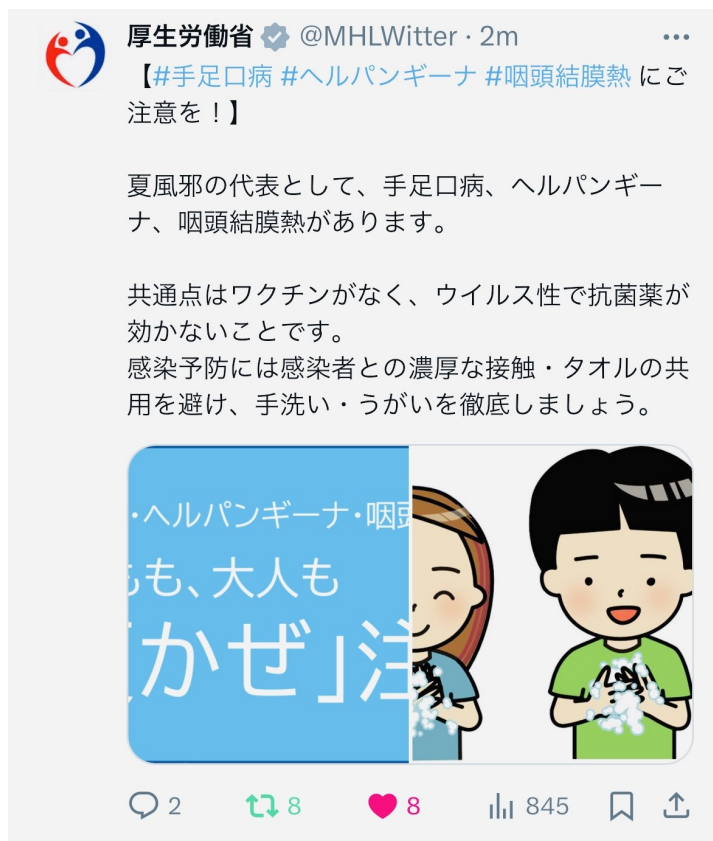 厚生労働省 @MHLWitter · 2m
【#手足口病 #ヘルパンギーナ #咽頭結膜熱 にご
注意を！】
夏風邪の代表として、手足口病、ヘルパンギー
ナ、咽頭結膜熱があります。
共通点はワクチンがなく、ウイルス性で抗菌薬が
効かないことです。
感染予防には感染者との濃厚な接触・タオルの共
用を避け、手洗い・うがいを徹底しましょう。
・ヘルパンギーナ・咽頭
も、大人も
かぜ」注
2 8 8 845